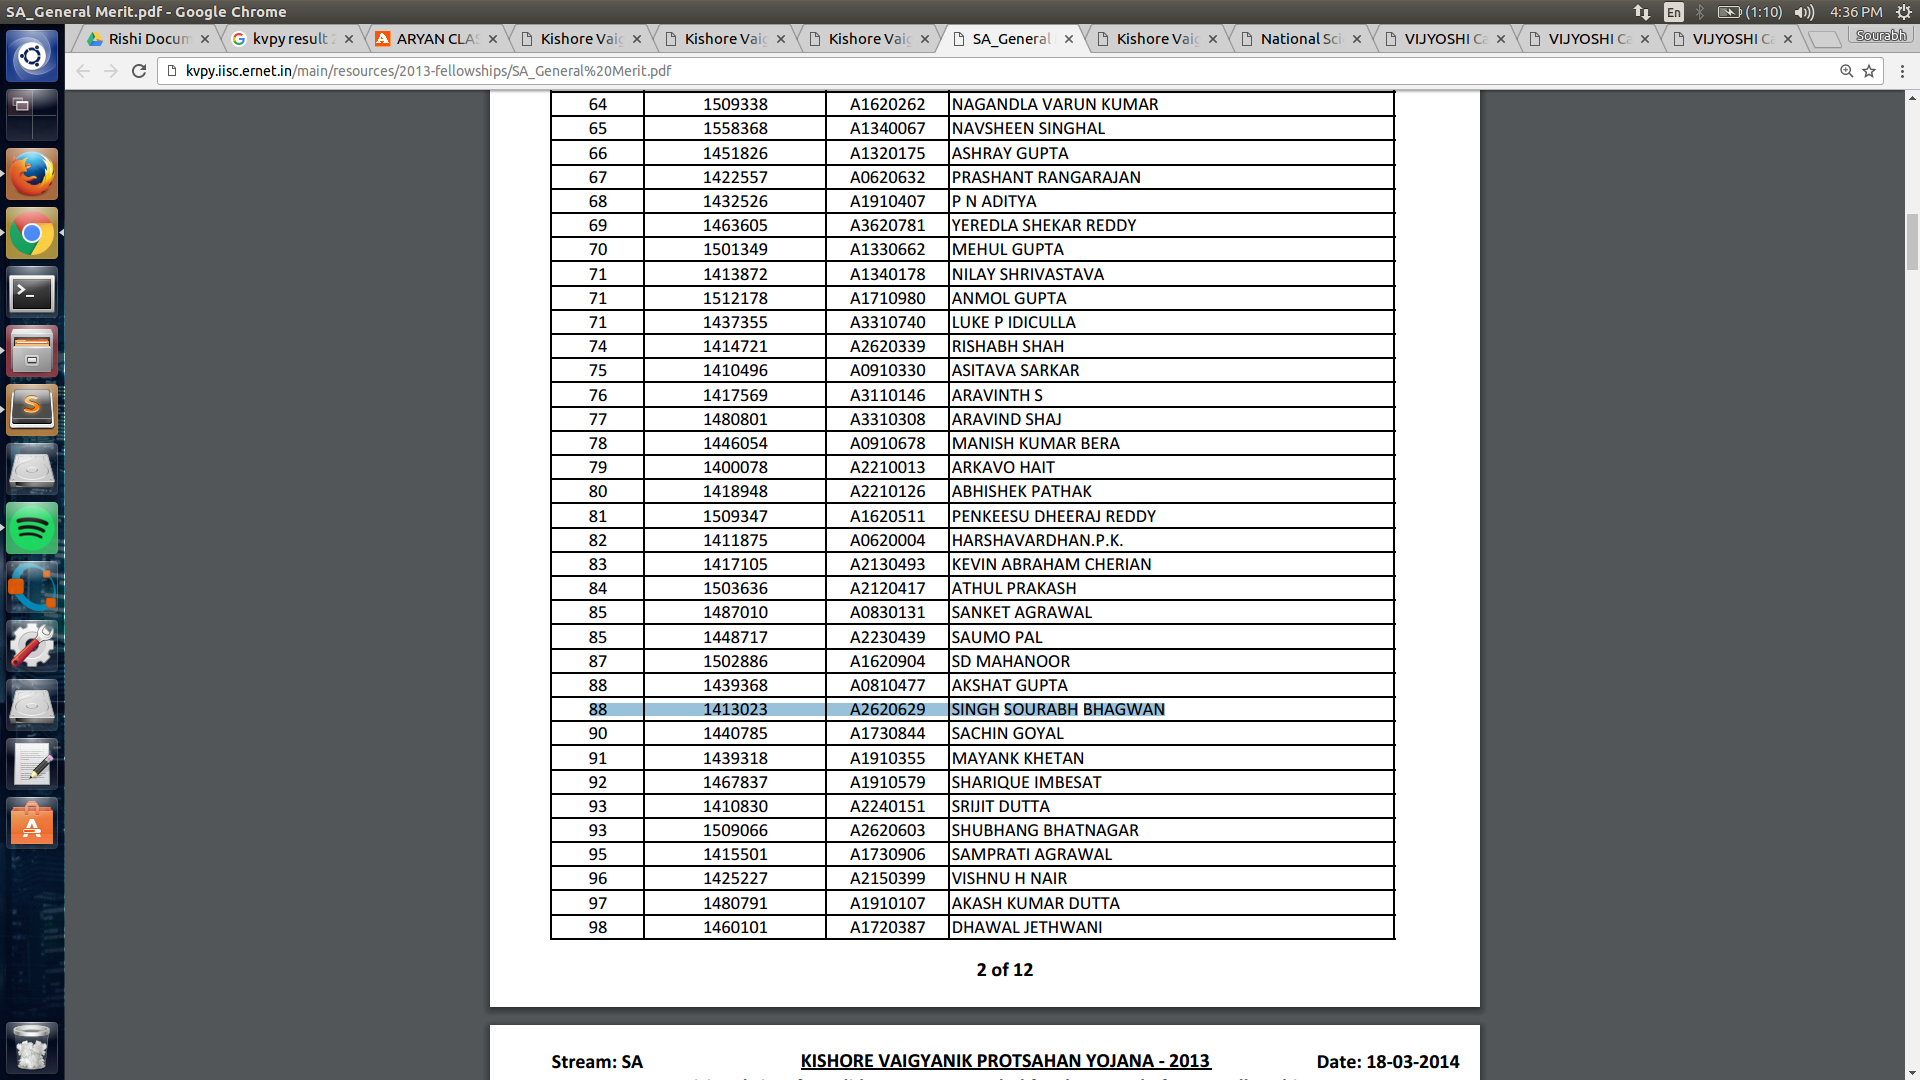 SA_General Merit.pdf - Google Chrome
En (1:10) 4:36 PM
Rishi Docum kvpy result 2 ARYAN CLAS Kishore Vaig Kishore Vaig Kishore Vaig SA_General Kishore Vaig National Sci VIJYOSHI Ca VIJYOSHI Ca VIJYOSHI Ca Sourabh
kvpy.iisc.ernet.in/main/resources/2013-fellowships/SA_General%20Merit.pdf
64 1509338 A1620262 NAGANDLA VARUN KUMAR
65 1558368 A1340067 NAVSHEEN SINGHAL
66 1451826 A1320175 ASHRAY GUPTA
67 1422557 A0620632 PRASHANT RANGARAJAN
68 1432526 A1910407 P N ADITYA
69 1463605 A3620781 YEREDLA SHEKAR REDDY
70 1501349 A1330662 MEHUL GUPTA
71 1413872 A1340178 NILAY SHRIVASTAVA
71 1512178 A1710980 ANMOL GUPTA
71 1437355 A3310740 LUKE P IDICULLA
74 1414721 A2620339 RISHABH SHAH
75 1410496 A0910330 ASITAVA SARKAR
76 1417569 A3110146 ARAVINTH S
77 1480801 A3310308 ARAVIND SHAJ
78 1446054 A0910678 MANISH KUMAR BERA
79 1400078 A2210013 ARKAVO HAIT
80 1418948 A2210126 ABHISHEK PATHAK
81 1509347 A1620511 PENKEESU DHEERAJ REDDY
82 1411875 A0620004 HARSHAVARDHAN.P.K.
83 1417105 A2130493 KEVIN ABRAHAM CHERIAN
84 1503636 A2120417 ATHUL PRAKASH
85 1487010 A0830131 SANKET AGRAWAL
85 1448717 A2230439 SAUMO PAL
87 1502886 A1620904 SD MAHANOOR
88 1439368 A0810477 AKSHAT GUPTA
88 1413023 A2620629 SINGH SOURABH BHAGWAN
90 1440785 A1730844 SACHIN GOYAL
91 1439318 A1910355 MAYANK KHETAN
92 1467837 A1910579 SHARIQUE IMBESAT
93 1410830 A2240151 SRIJIT DUTTA
93 1509066 A2620603 SHUBHANG BHATNAGAR
95 1415501 A1730906 SAMPRATI AGRAWAL
96 1425227 A2150399 VISHNU H NAIR
97 1480791 A1910107 AKASH KUMAR DUTTA
98 1460101 A1720387 DHAWAL JETHWANI
2 of 12
Stream: SA KISHORE VAIGYANIK PROTSAHAN YOJANA - 2013 Date: 18-03-2014